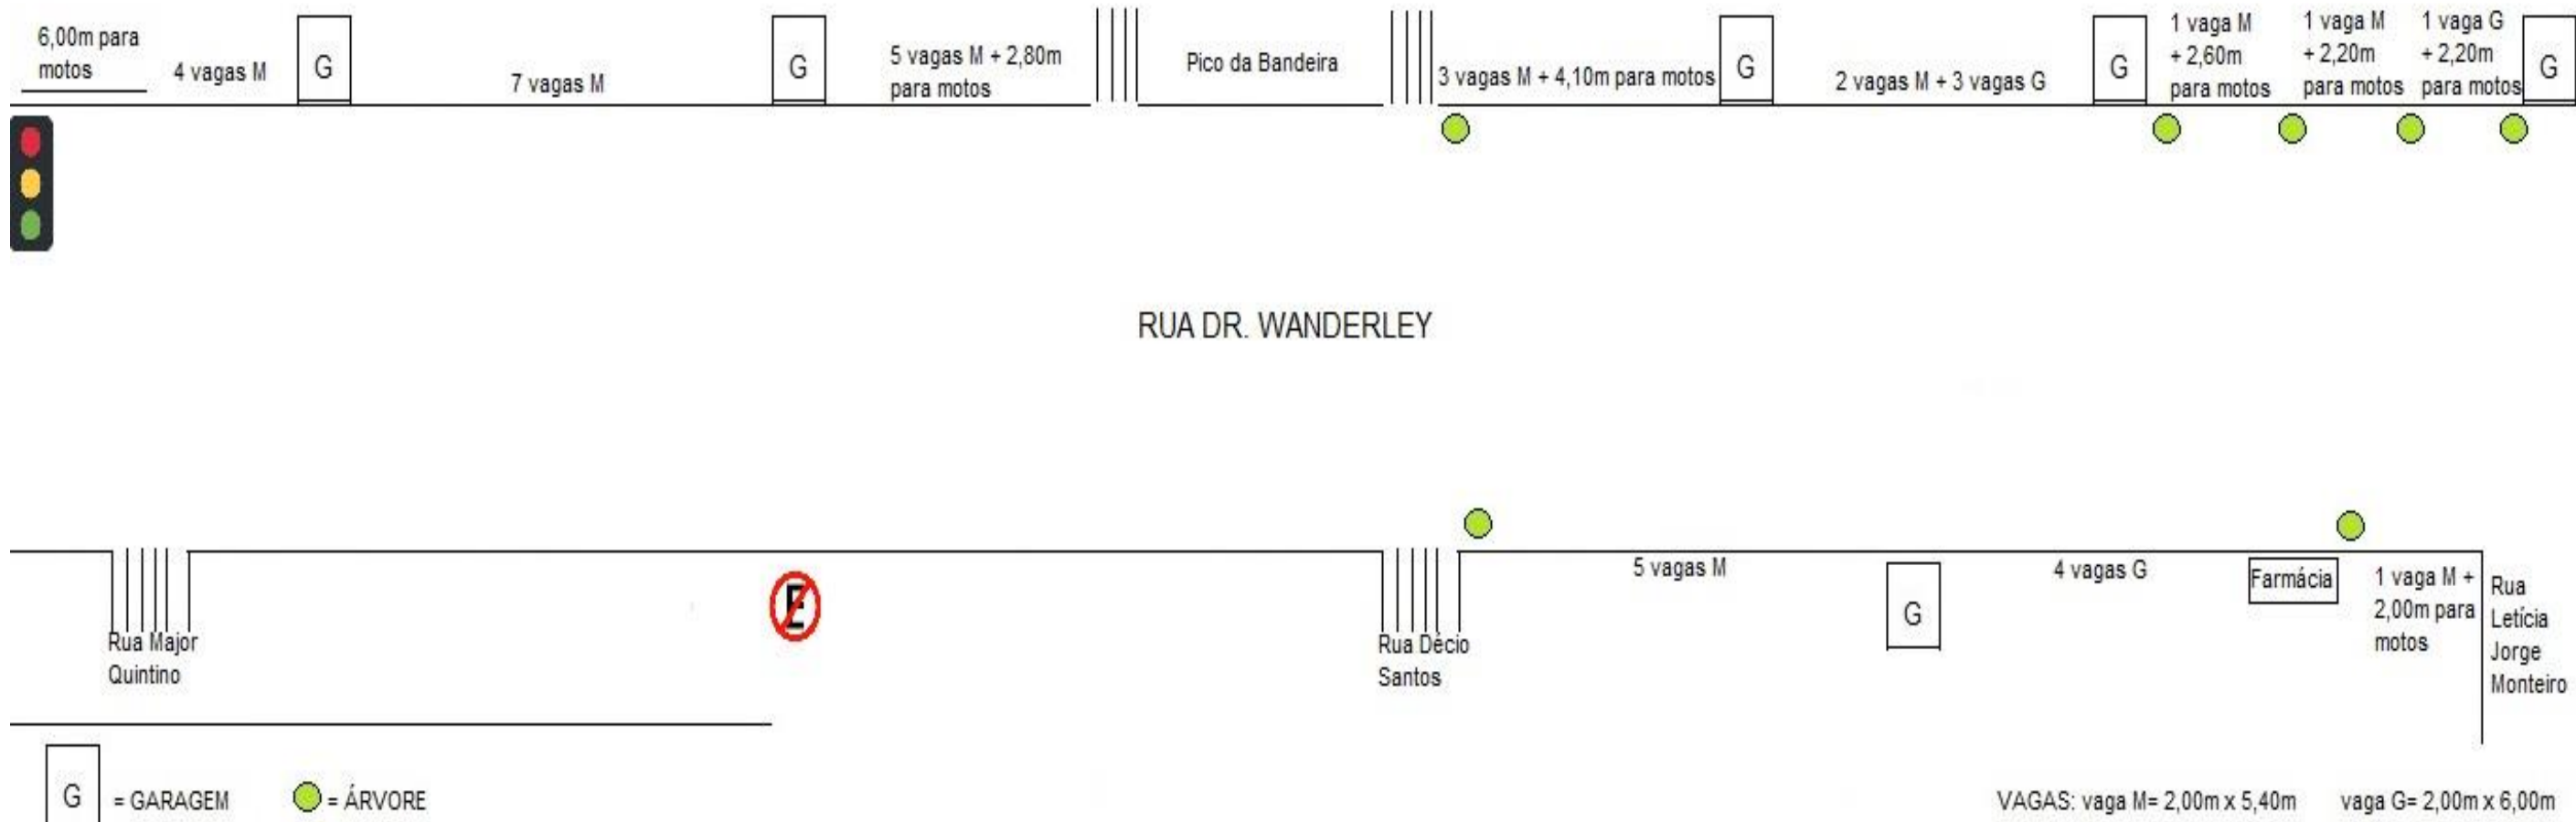 6,00m para
motos
4 vagas M
G
7 vagas M
G
5 vagas M + 2,80m
para motos
Pico da Bandeira
3 vagas M + 4,10m para motos
G
2 vagas M + 3 vagas G
G
1 vaga M
+ 2,60m
para motos
1 vaga M
+ 2,20m
para motos
1 vaga G
+ 2,20m
para motos
G
RUA DR. WANDERLEY
Rua Major
Quintino
E
Rua Décio
Santos
5 vagas M
G
4 vagas G
Farmácia
1 vaga M +
2,00m para
motos
Rua
Letícia
Jorge
Monteiro
G = GARAGEM
= ÁRVORE
VAGAS: vaga M= 2,00m x 5,40m vaga G= 2,00m x 6,00m